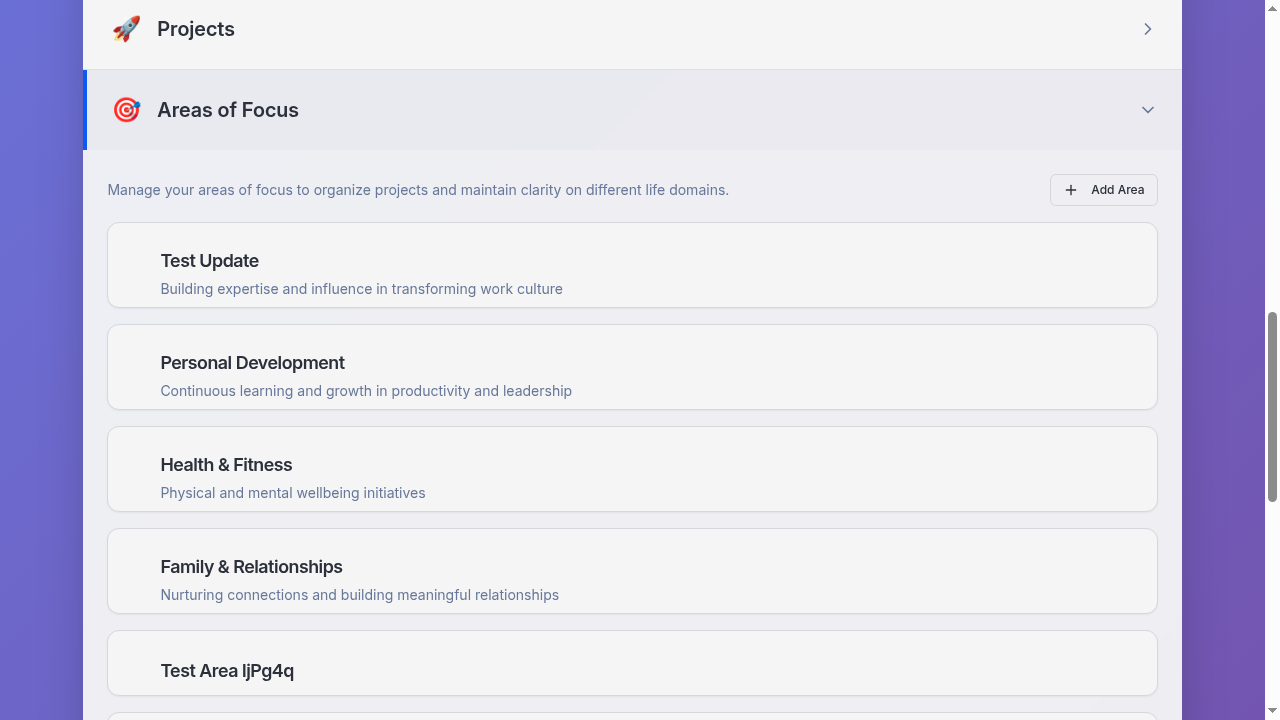 Projects
Areas of Focus
Manage your areas of focus to organize projects and maintain clarity on different life domains.
Add Area
Test Update
Building expertise and influence in transforming work culture
Personal Development
Continuous learning and growth in productivity and leadership
Health & Fitness
Physical and mental wellbeing initiatives
Family & Relationships
Nurturing connections and building meaningful relationships
Test Area ljPg4q